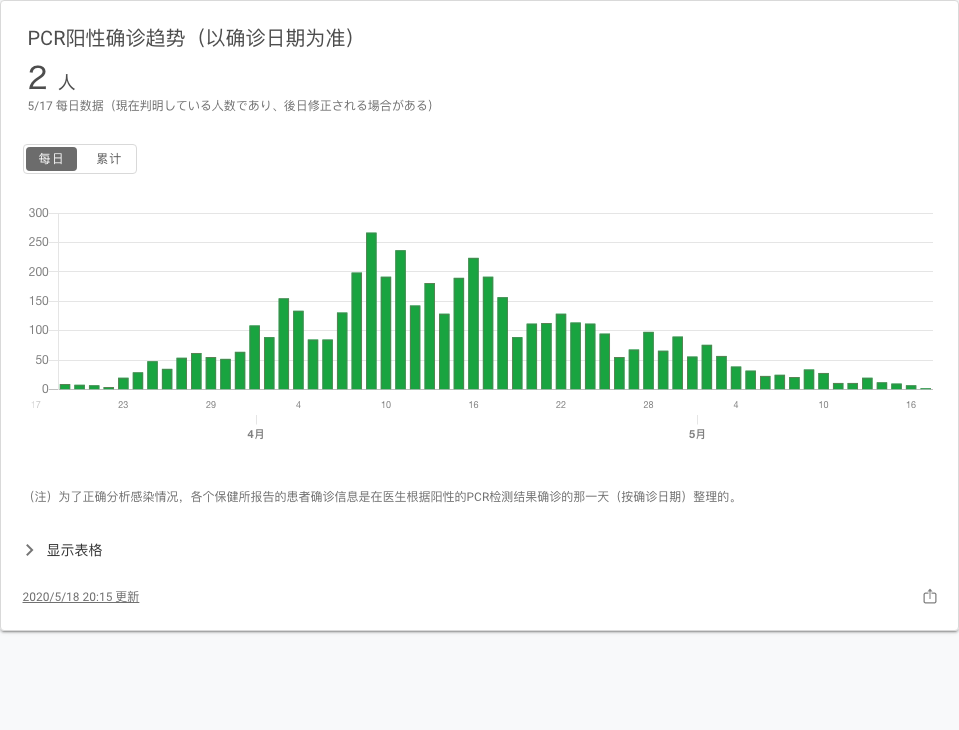 PCR阳性确诊趋势（以确诊日期为准）
2 人
5/17 每日数据（現在判明している人数であり、後日修正される場合がある）
每日 累计
300
250
200
150
100
50
0
17 23 29 4 10 16 22 28 4 10 16
4月 5月
（注）为了正确分析感染情况，各个保健所报告的患者确诊信息是在医生根据阳性的PCR检测结果确诊的那一天（按确诊日期）整理的。
显示表格
2020/5/18 20:15 更新